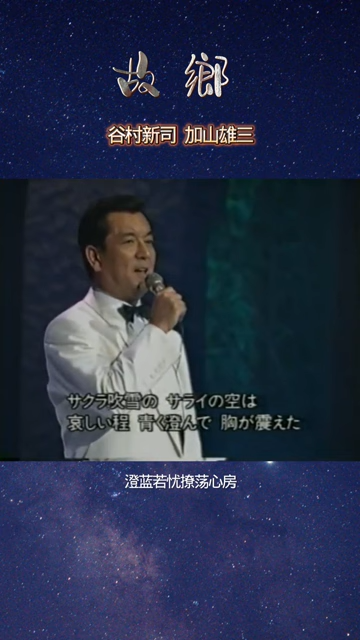 故鄉
谷村新司 加山雄三
サクラ吹雪の サライの空は
哀しい程 青く澄んで 胸が震えた
澄蓝若忧撩荡心房